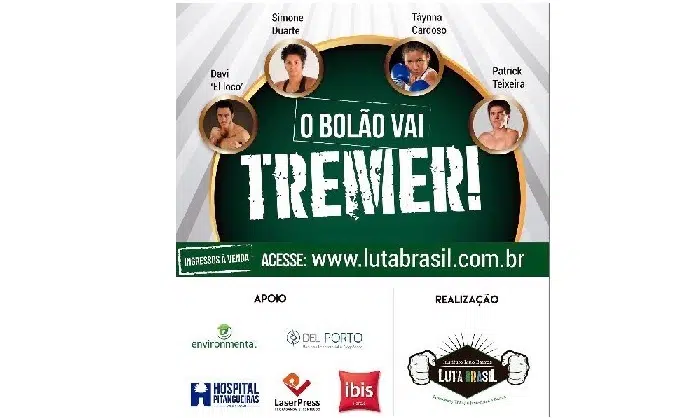 Simone
Duarte
Táynna
Cardoso
Davi
'El loco'
Patrick
Teixeira
O BOLÃO VAI
TREMER!
INGRESSOS À VENDA
ACESSE: www.lutabrasil.com.br
APOIO
REALIZAÇÃO
environmental
DEL PORTO
LUTA BRASIL
HOSPITAL
PITANGUEIRAS
LaserPress
ibis